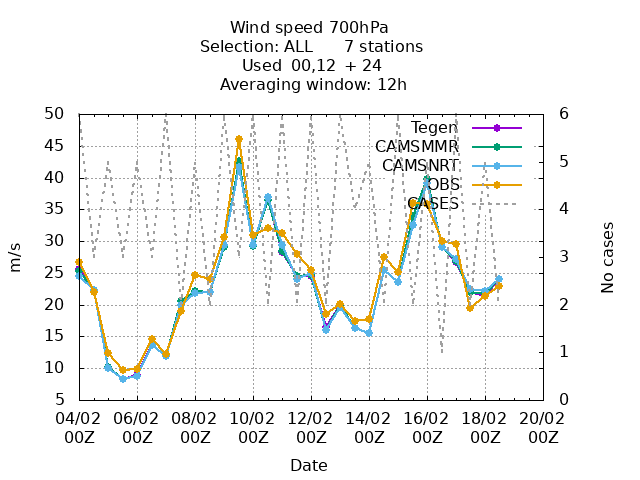 Wind speed 700hPa
Selection: ALL 7 stations
Used 00,12 + 24
Averaging window: 12h
50
45
40
35
30
25
20
15
10
5
m/s
6
5
4
3
2
1
0
No cases
Tegen
CAMSMMR
CAMSNRT
OBS
CASES
04/02 06/02 08/02 10/02 12/02 14/02 16/02 18/02 20/02
00Z 00Z 00Z 00Z 00Z 00Z 00Z 00Z 00Z
Date